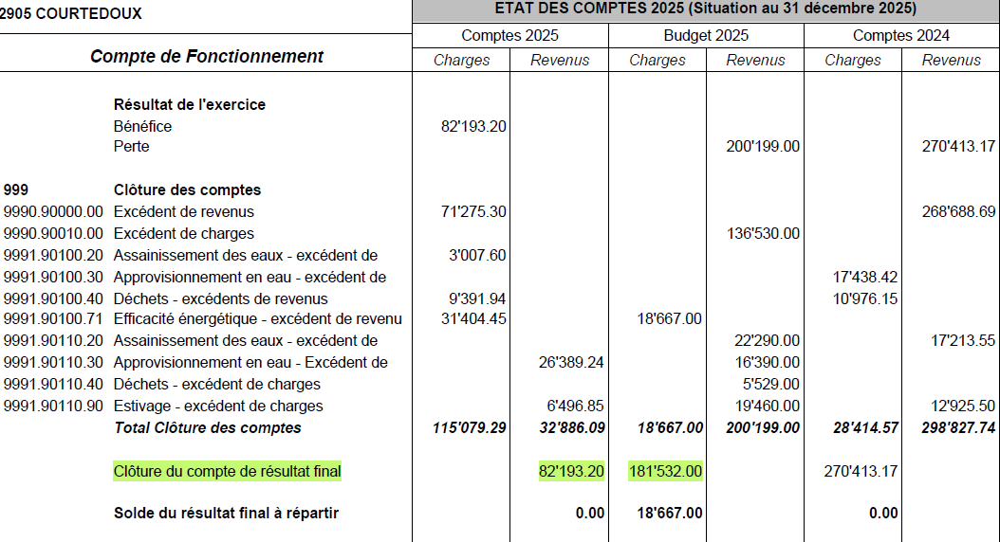 2905 COURTEDOUX
ETAT DES COMPTES 2025 (Situation au 31 décembre 2025)
Compte de Fonctionnement
Comptes 2025 Budget 2025 Comptes 2024
Charges Revenus Charges Revenus Charges Revenus
Résultat de l'exercice
Bénéfice 82'193.20
Perte 200'199.00 270'413.17
999 Clôture des comptes
9990.90000.00 Excédent de revenus 71'275.30 268'688.69
9990.90010.00 Excédent de charges 136'530.00
9991.90100.20 Assainissement des eaux - excédent de 3'007.60
9991.90100.30 Approvisionnement en eau - excédent de 17'438.42
9991.90100.40 Déchets - excédents de revenus 9'391.94 10'976.15
9991.90100.71 Efficacité énergétique - excédent de revenu 31'404.45 18'667.00
9991.90110.20 Assainissement des eaux - excédent de 22'290.00 17'213.55
9991.90110.30 Approvisionnement en eau - Excédent de 26'389.24 16'390.00
9991.90110.40 Déchets - excédent de charges 5'529.00
9991.90110.90 Estivage - excédent de charges 6'496.85 19'460.00 12'925.50
Total Clôture des comptes 115'079.29 32'886.09 18'667.00 200'199.00 28'414.57 298'827.74
Clôture du compte de résultat final 82'193.20 181'532.00 270'413.17
Solde du résultat final à répartir 0.00 18'667.00 0.00